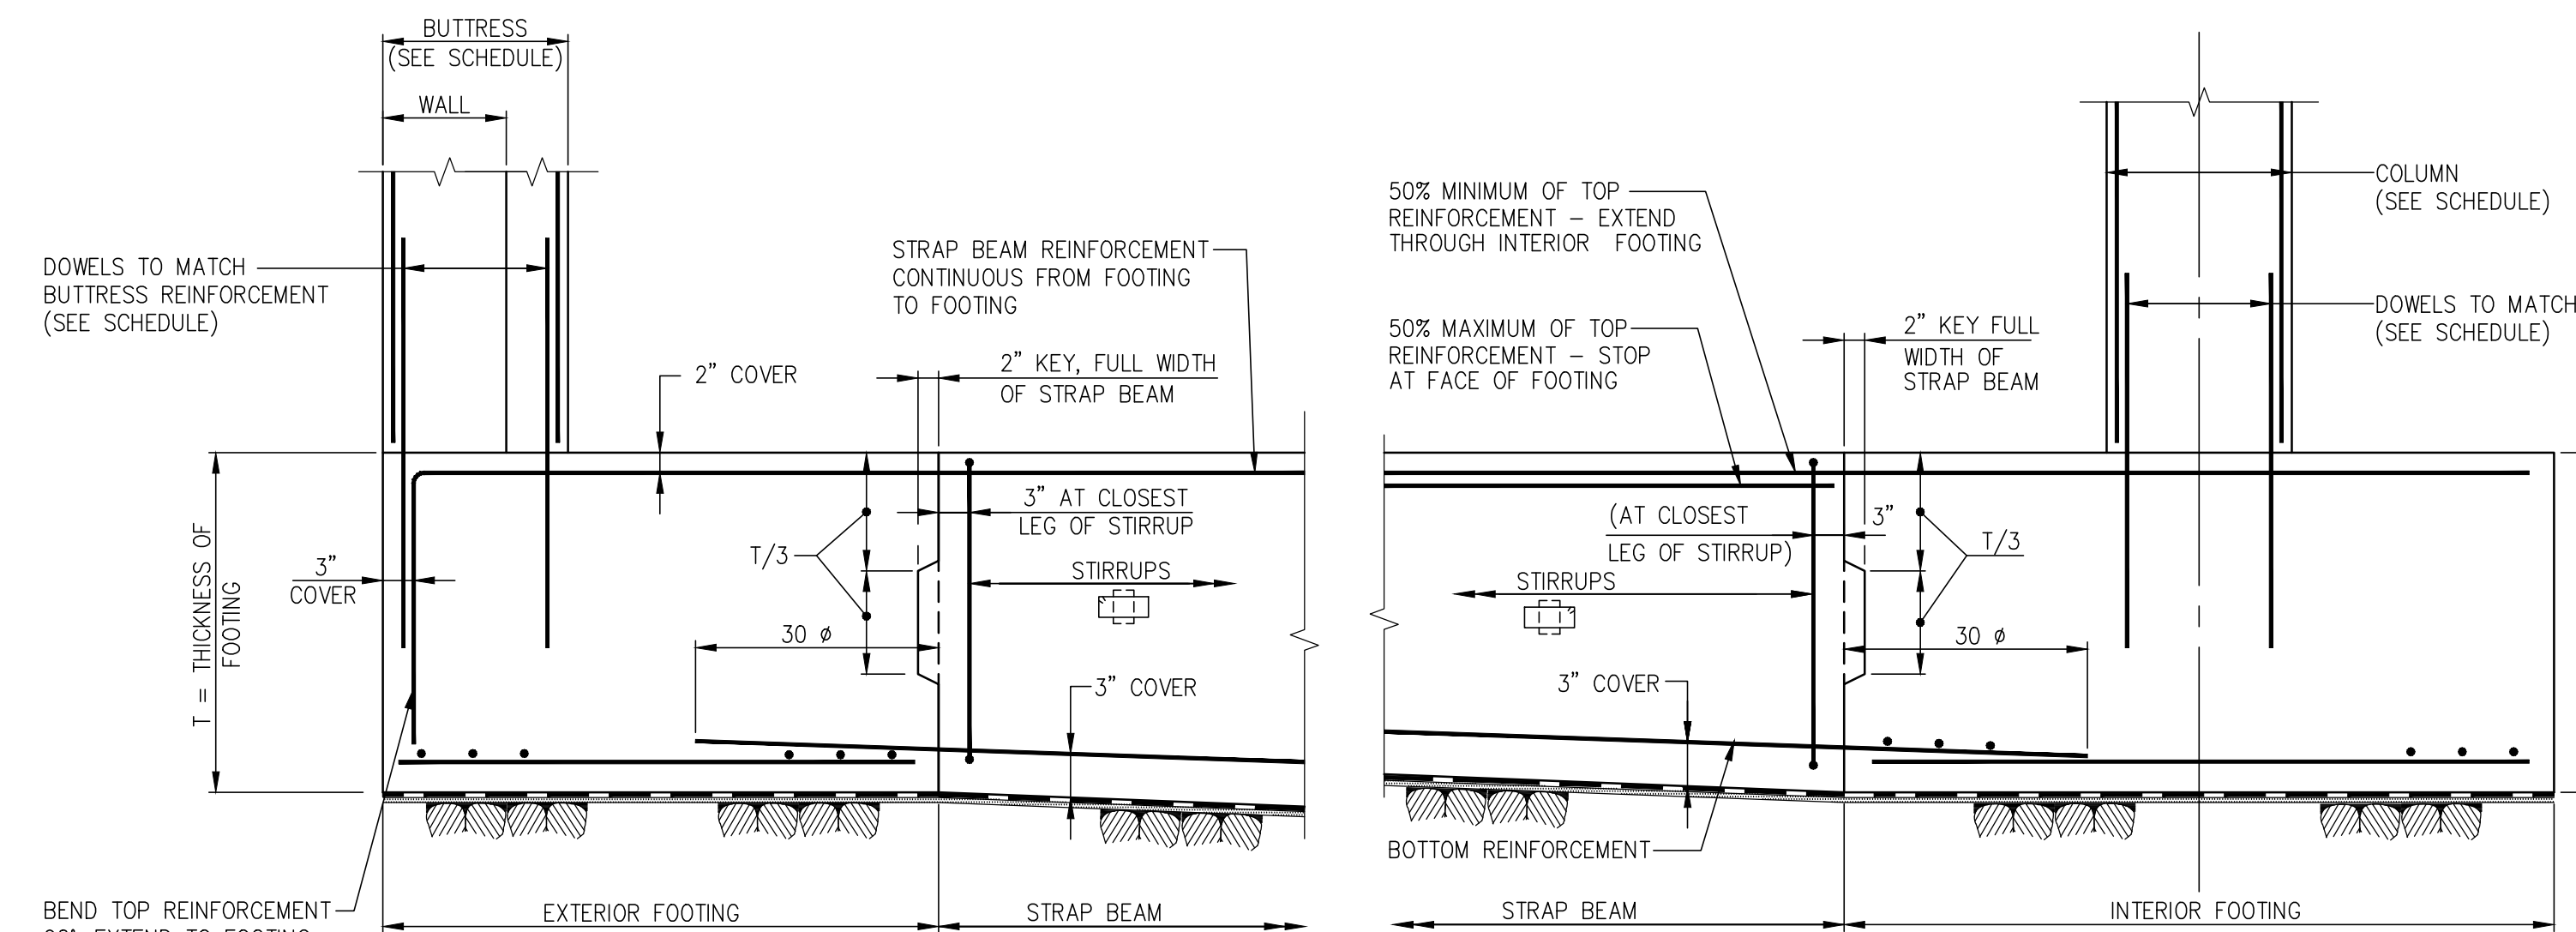 BUTTRESS
(SEE SCHEDULE)
WALL
DOWELS TO MATCH
BUTTRESS REINFORCEMENT
(SEE SCHEDULE)
STRAP BEAM REINFORCEMENT
CONTINUOUS FROM FOOTING
TO FOOTING
2" COVER
2" KEY, FULL WIDTH
OF STRAP BEAM
3" AT CLOSEST
LEG OF STIRRUP
T/3
STIRRUPS
3"
COVER
T = THICKNESS OF
FOOTING
30 ø
3" COVER
BEND TOP REINFORCEMENT
EXTERIOR FOOTING
STRAP BEAM
50% MINIMUM OF TOP
REINFORCEMENT – EXTEND
THROUGH INTERIOR FOOTING
50% MAXIMUM OF TOP
REINFORCEMENT – STOP
AT FACE OF FOOTING
COLUMN
(SEE SCHEDULE)
DOWELS TO MATCH
(SEE SCHEDULE)
2" KEY FULL
WIDTH OF
STRAP BEAM
(AT CLOSEST
LEG OF STIRRUP)
3"
T/3
STIRRUPS
30 ø
3" COVER
BOTTOM REINFORCEMENT
STRAP BEAM
INTERIOR FOOTING